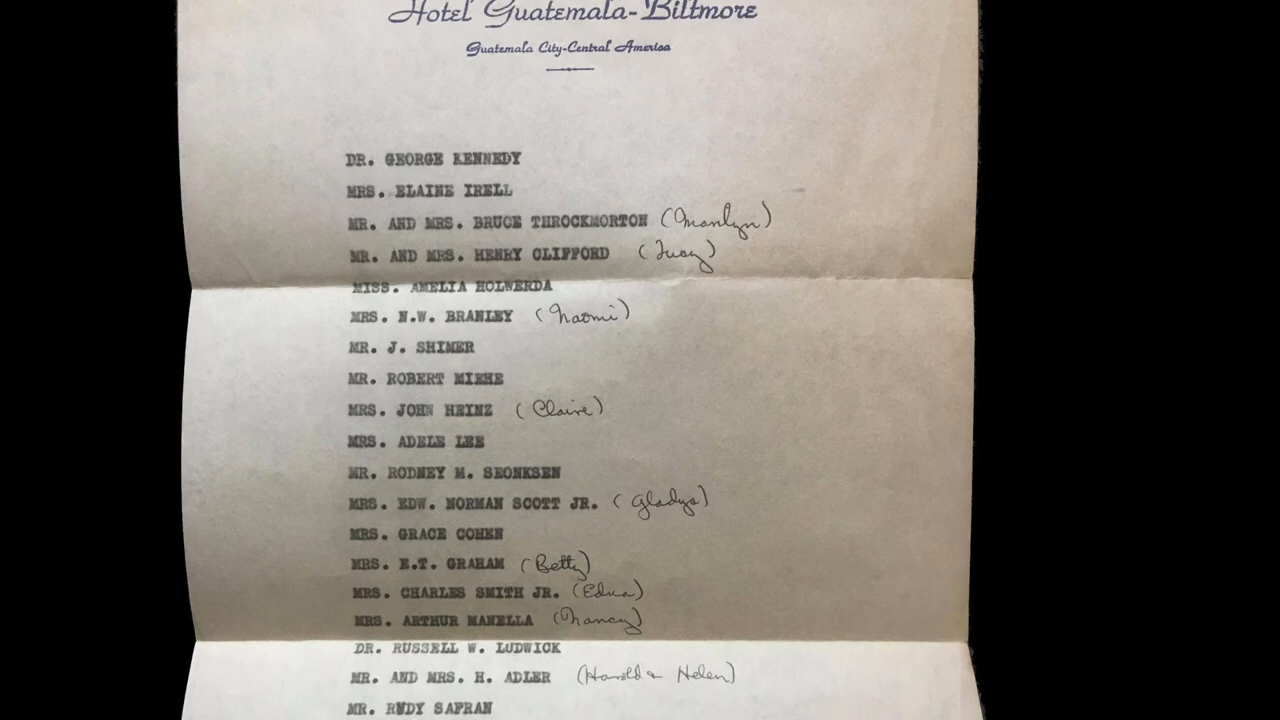 Hotel Guatemala-Biltmore
Guatemala City-Central America
DR. GEORGE KENNEDY
MRS. ELAINE IRELL
MR. AND MRS. BRUCE THROCKMORTON (Marilyn)
MR. AND MRS. HENRY CLIFFORD
MISS. AMELIA HOLWERDA
MRS. N.W. BRANLEY (Naomi)
MR. J. SHIMER
MR. ROBERT MIEHE
MRS. JOHN HEINZ (Claire)
MRS. ADELE LEE
MR. RODNEY M. SEONKSEN
MRS. EDW. NORMAN SCOTT JR. (Gladys)
MRS. GRACE COHEN
MRS. E.T. GRAHAM (Betty)
MRS. CHARLES SMITH JR. (Edna)
MRS. ARTHUR MANELLA (Nancy)
DR. RUSSELL W. LUDWICK
MR. AND MRS. H. ADLER (Harold & Helen)
MR. RUDY SAFRAN